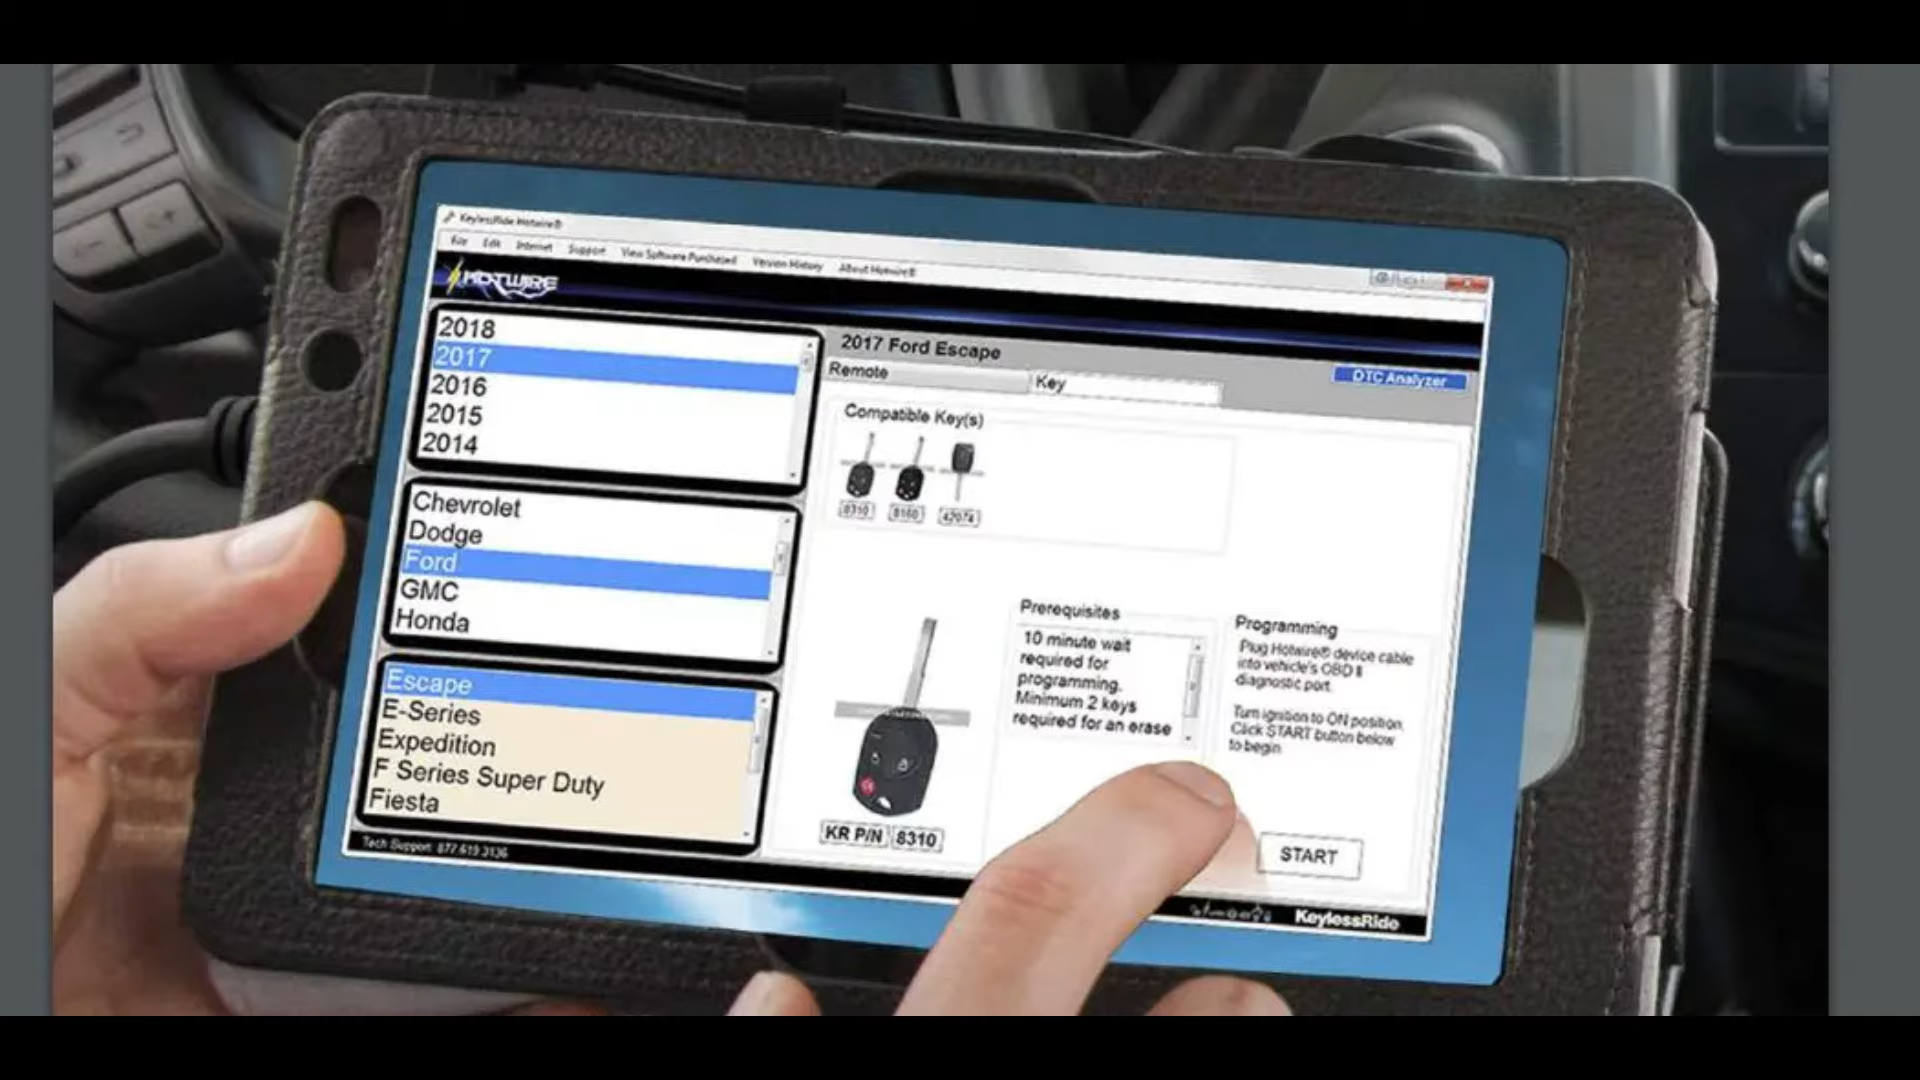 KeylessRide Hotwire®
File Edit Internet Support View Software Purchased Version History About Hotwire®
HOTWIRE
2018
2017
2016
2015
2014
Chevrolet
Dodge
Ford
GMC
Honda
Escape
E-Series
Expedition
F Series Super Duty
Fiesta
Tech Support: 877.619.3136
2017 Ford Escape
DTC Analyzer
Remote
Key
Compatible Key(s)
8310 42074
KR P/N 8310
Prerequisites
10 minute wait
required for
programming.
Minimum 2 keys
required for an erase
Programming
Plug Hotwire® device cable
into vehicle's OBD II
diagnostic port.
Turn ignition to ON position.
Click START button below
to begin
START
KeylessRide